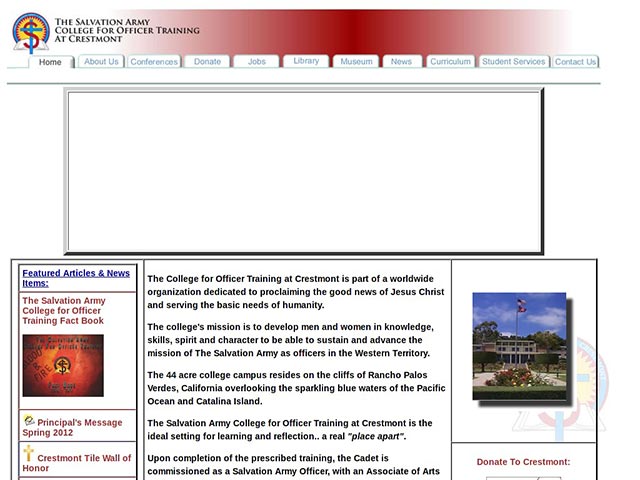 THE SALVATION ARMY
COLLEGE FOR OFFICER TRAINING
AT CRESTMONT
Home
About Us
Conferences
Donate
Jobs
Library
Museum
News
Curriculum
Student Services
Contact Us
Featured Articles & News
Items:
The Salvation Army
College for Officer
Training Fact Book
Principal's Message
Spring 2012
Crestmont Tile Wall of
Honor
The College for Officer Training at Crestmont is part of a worldwide
organization dedicated to proclaiming the good news of Jesus Christ
and serving the basic needs of humanity.
The college's mission is to develop men and women in knowledge,
skills, spirit and character to be able to sustain and advance the
mission of The Salvation Army as officers in the Western Territory.
The 44 acre college campus resides on the cliffs of Rancho Palos
Verdes, California overlooking the sparkling blue waters of the Pacific
Ocean and Catalina Island.
The Salvation Army College for Officer Training at Crestmont is the
ideal setting for learning and reflection.. a real "place apart".
Upon completion of the prescribed training, the Cadet is
commissioned as a Salvation Army Officer, with an Associate of Arts
Donate To Crestmont: